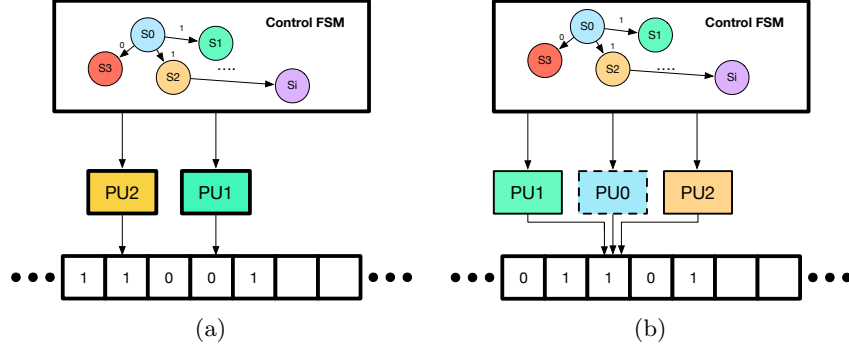 Control FSM
S0
1
S1
0
1
S3
S2
....
Si
PU2
PU1
1 1 0 0 1
(a)
Control FSM
S0
1
S1
0
1
S3
S2
....
Si
PU1
PU0
PU2
0 1 1 0 1
(b)